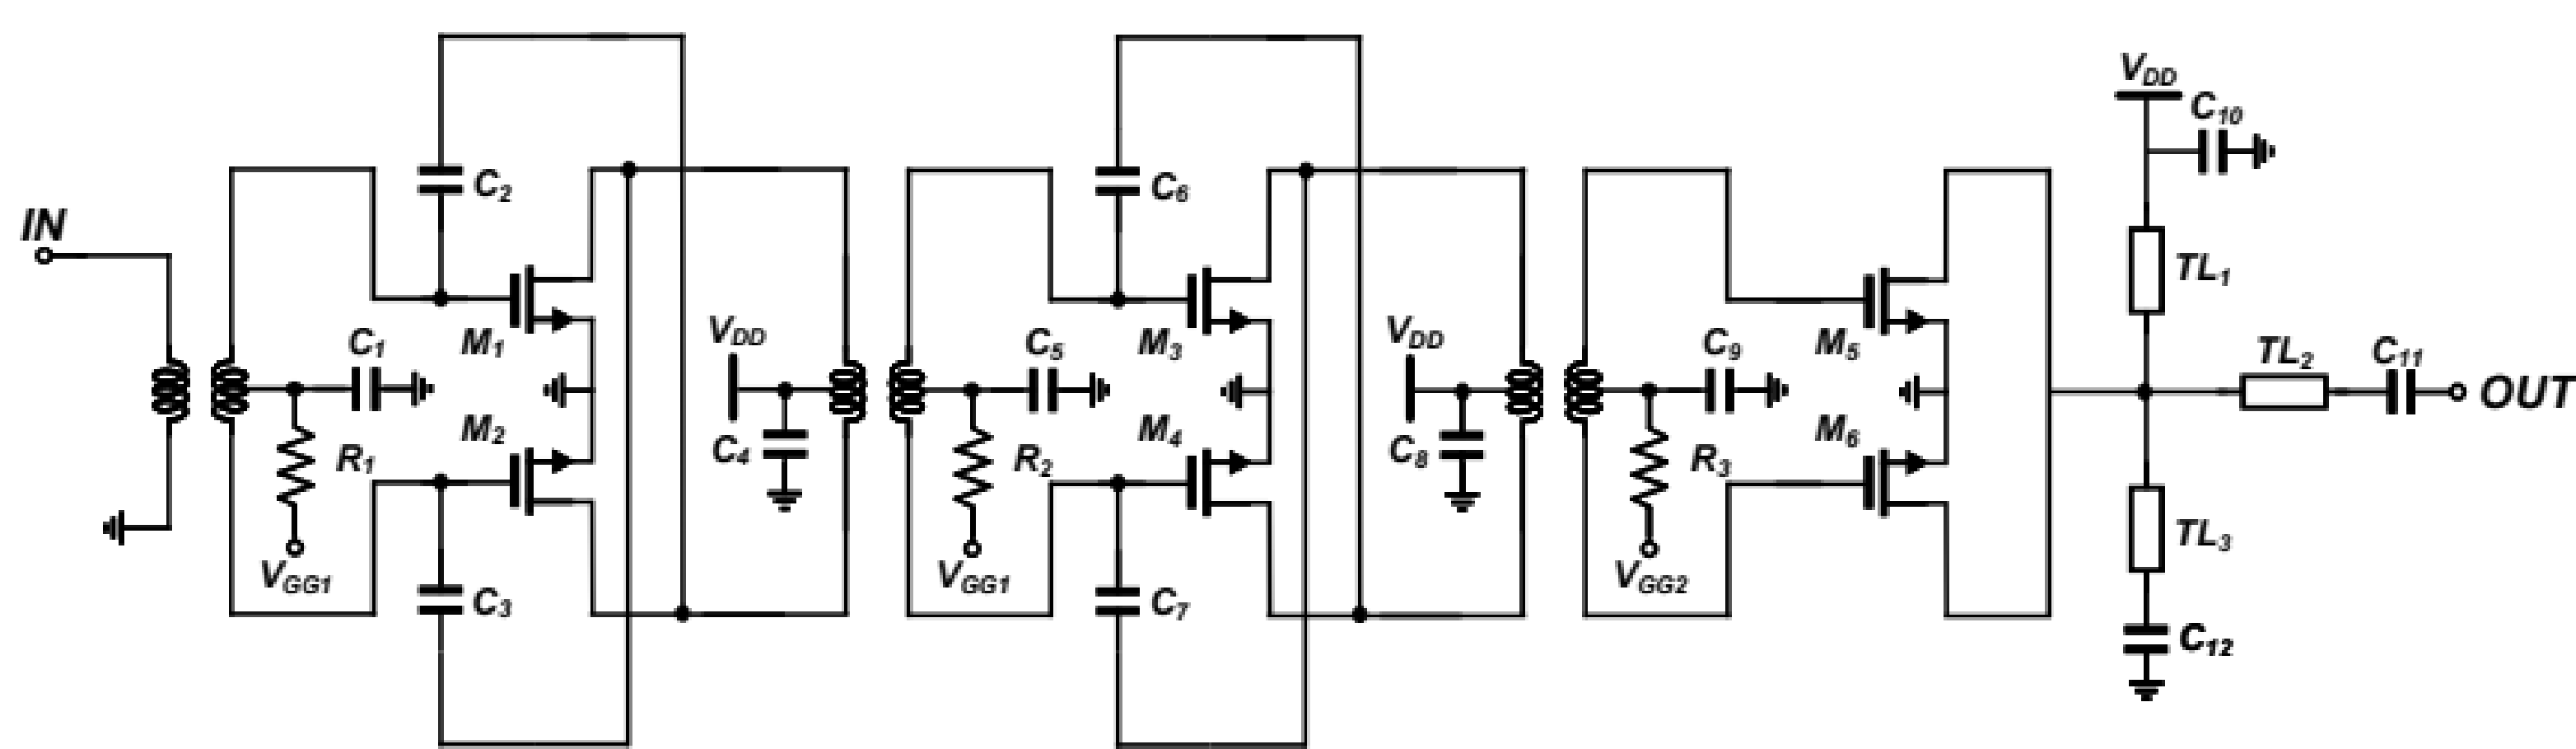 IN
C2
C1
M1
M2
R1
VGG1
C3
VDD
C4
C6
C5
M3
M4
R2
VGG1
C7
VDD
C8
C9
M5
M6
R3
VGG2
VDD
C10
TL1
TL2
C11
OUT
TL3
C12